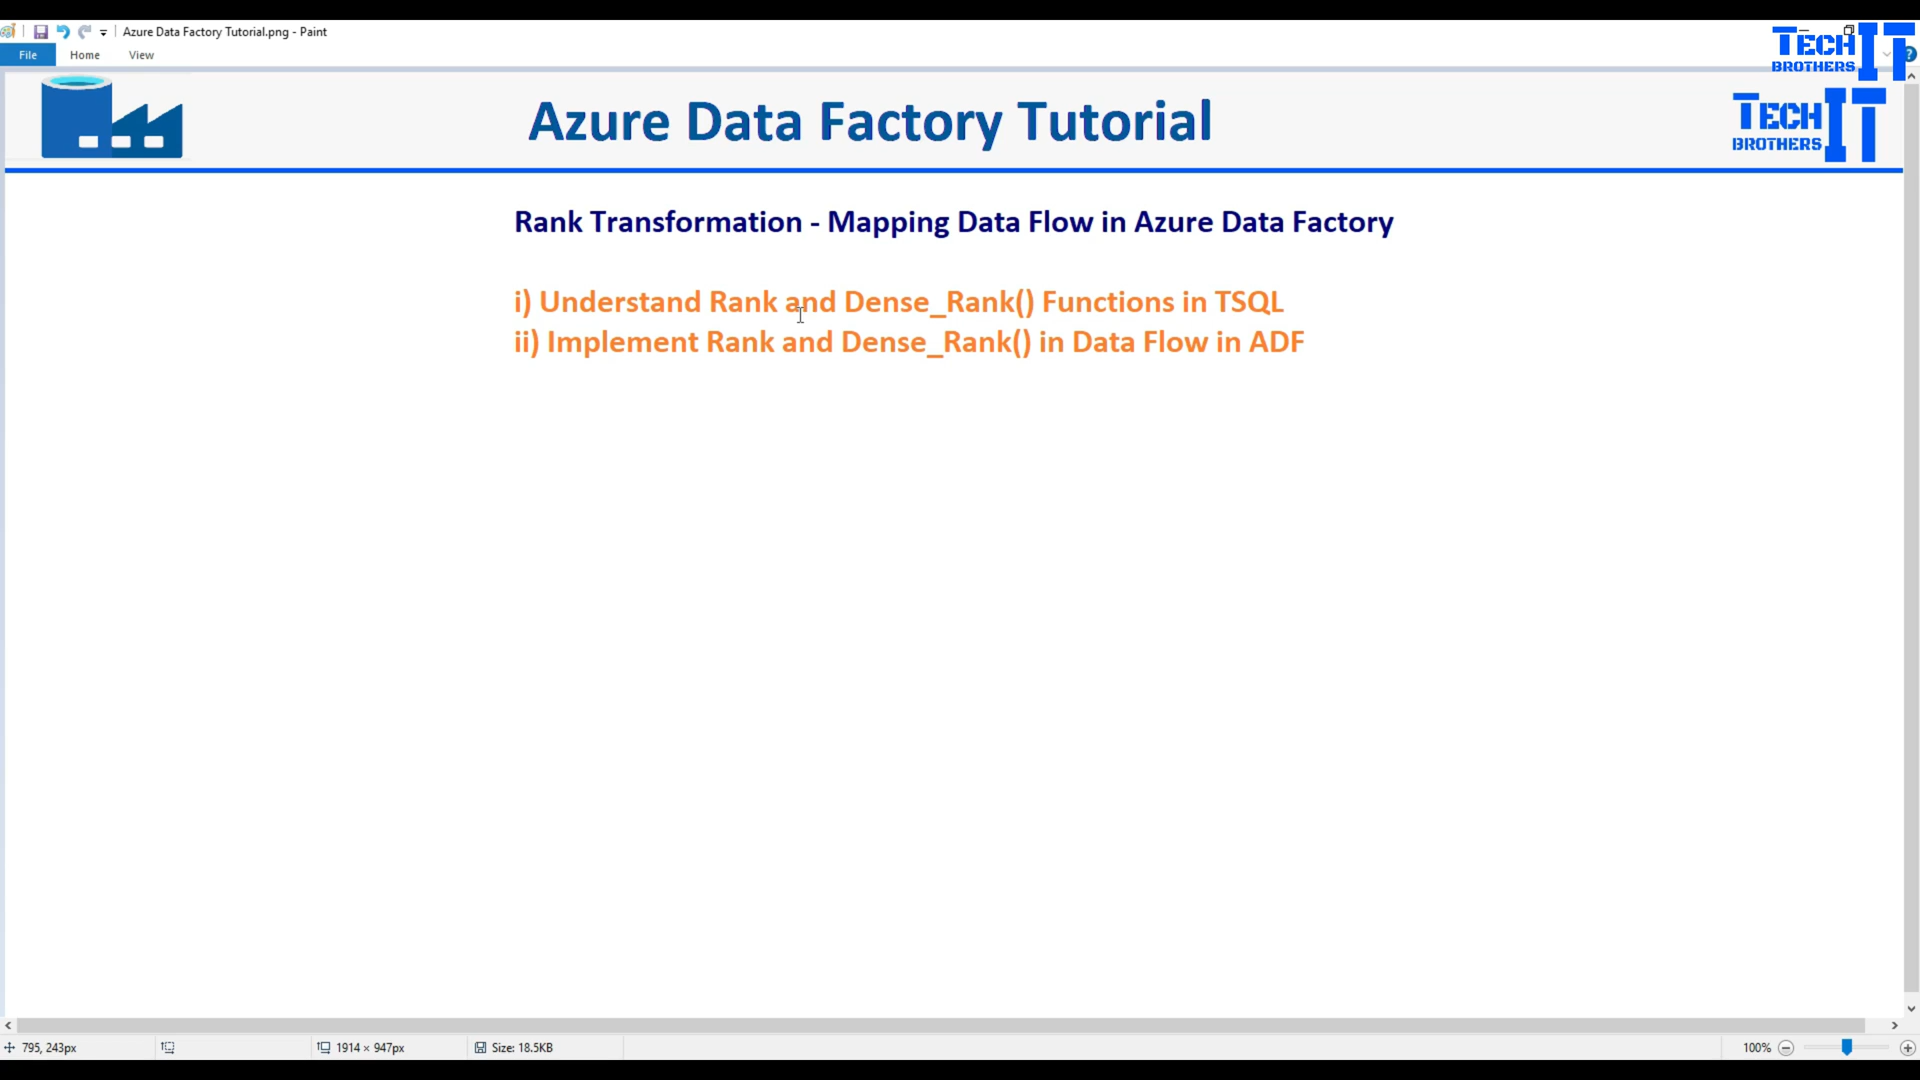 Azure Data Factory Tutorial.png - Paint
File Home View
TECH IT
BROTHERS
Azure Data Factory Tutorial
TECH IT
BROTHERS
Rank Transformation - Mapping Data Flow in Azure Data Factory
i) Understand Rank and Dense_Rank() Functions in TSQL
ii) Implement Rank and Dense_Rank() in Data Flow in ADF
795, 243px 1914 × 947px Size: 18.5KB 100%